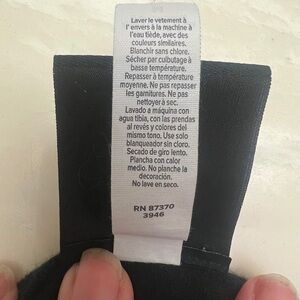 Laver le vetement à
l'envers à la machine à
l'eau tiède, avec des
couleurs similaires.
Blanchir sans chlore.
Sécher par culbutage à
basse température.
Repasser à température
moyenne. Ne pas repasser
les garnitures. Ne pas
nettoyer à sec.
Lavado a máquina con agua
tibia, con las prendas
al revés y colores del
mismo tono. Use solo
blanqueador sin cloro.
Secado de giro lento.
Plancha con calor
medio. No planche la
decoración.
No lave en seco.
RN 87370
3946